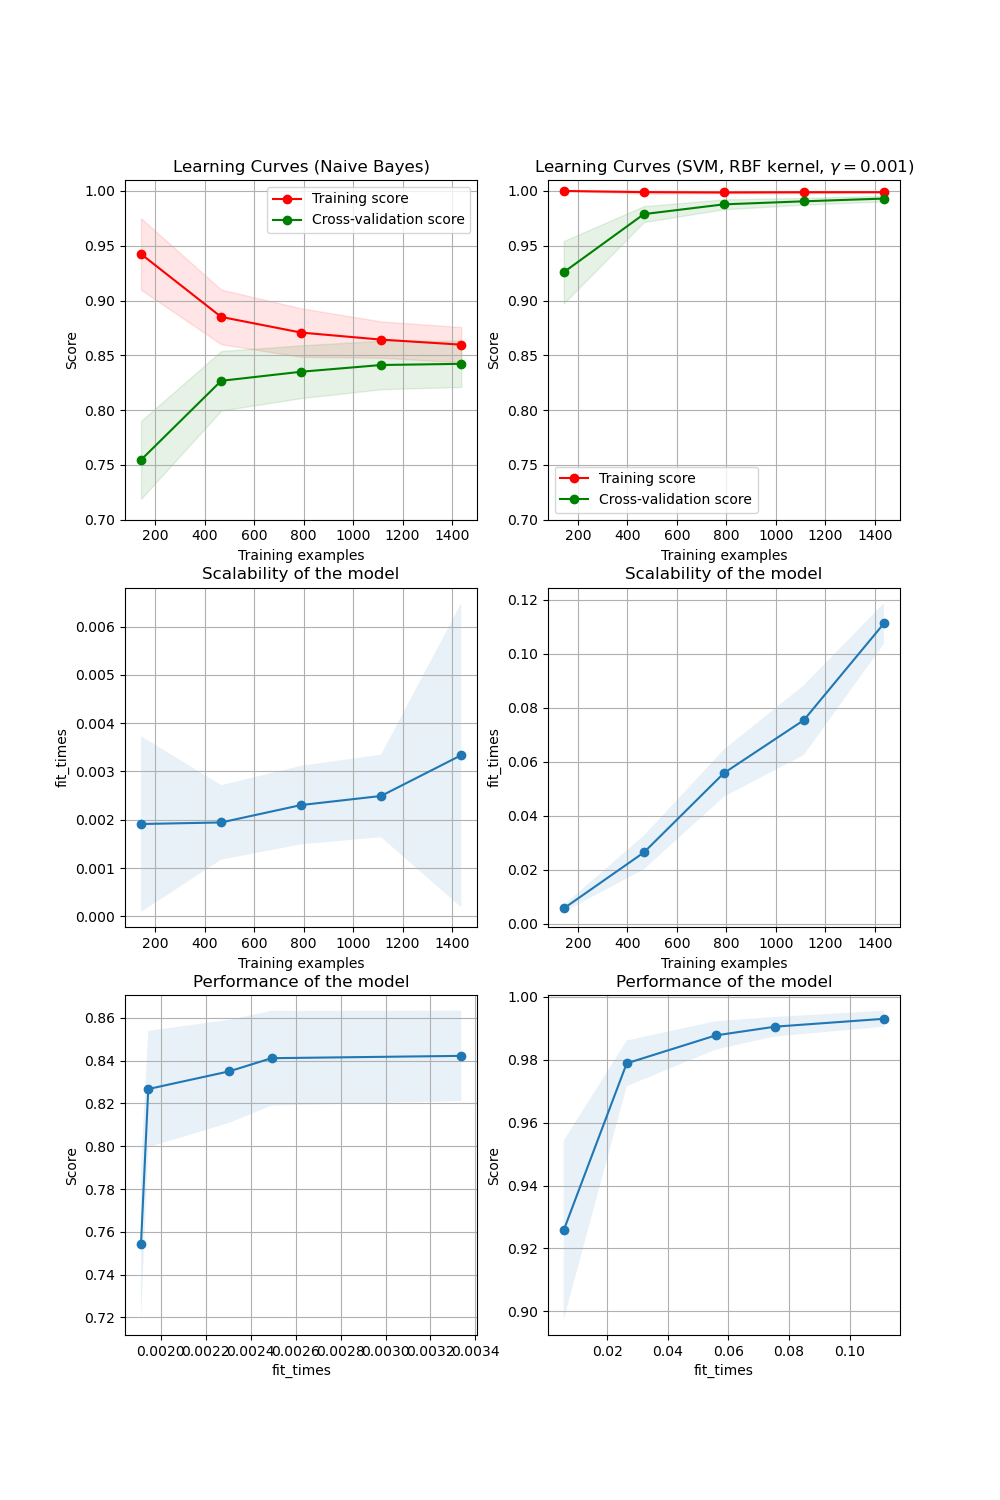 Learning Curves (Naive Bayes)
1.00
0.95
0.90
0.85
0.80
0.75
0.70
Score
Training score
Cross-validation score
200 400 600 800 1000 1200 1400
Training examples
Learning Curves (SVM, RBF kernel, γ = 0.001)
1.00
0.95
0.90
0.85
0.80
0.75
0.70
Score
Training score
Cross-validation score
200 400 600 800 1000 1200 1400
Training examples
Scalability of the model
0.006
0.005
0.004
0.003
0.002
0.001
0.000
fit_times
200 400 600 800 1000 1200 1400
Training examples
Scalability of the model
0.12
0.10
0.08
0.06
0.04
0.02
0.00
fit_times
200 400 600 800 1000 1200 1400
Training examples
Performance of the model
0.86
0.84
0.82
0.80
0.78
0.76
0.74
0.72
Score
0.0020 0.0022 0.0024 0.0026 0.0028 0.0030 0.0032 0.0034
fit_times
Performance of the model
1.00
0.98
0.96
0.94
0.92
0.90
Score
0.02 0.04 0.06 0.08 0.10
fit_times